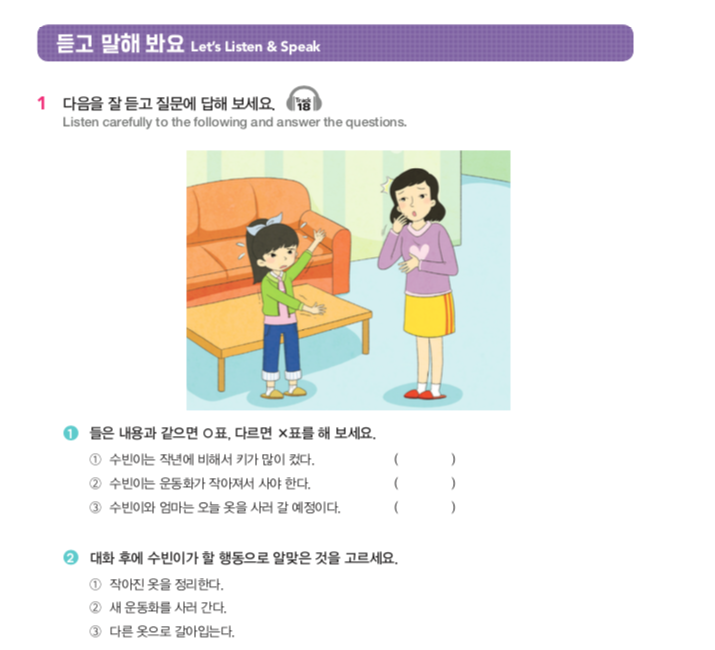 듣고 말해 봐요 Let's Listen & Speak
1 다음을 잘 듣고 질문에 답해 보세요. 18
Listen carefully to the following and answer the questions.
1 들은 내용과 같으면 O표, 다르면 ✕표를 해 보세요.
① 수빈이는 작년에 비해서 키가 많이 컸다. ( )
② 수빈이는 운동화가 작아져서 사야 한다. ( )
③ 수빈이와 엄마는 오늘 옷을 사러 갈 예정이다. ( )
2 대화 후에 수빈이가 할 행동으로 알맞은 것을 고르세요.
① 작아진 옷을 정리한다.
② 새 운동화를 사러 간다.
③ 다른 옷으로 갈아입는다.